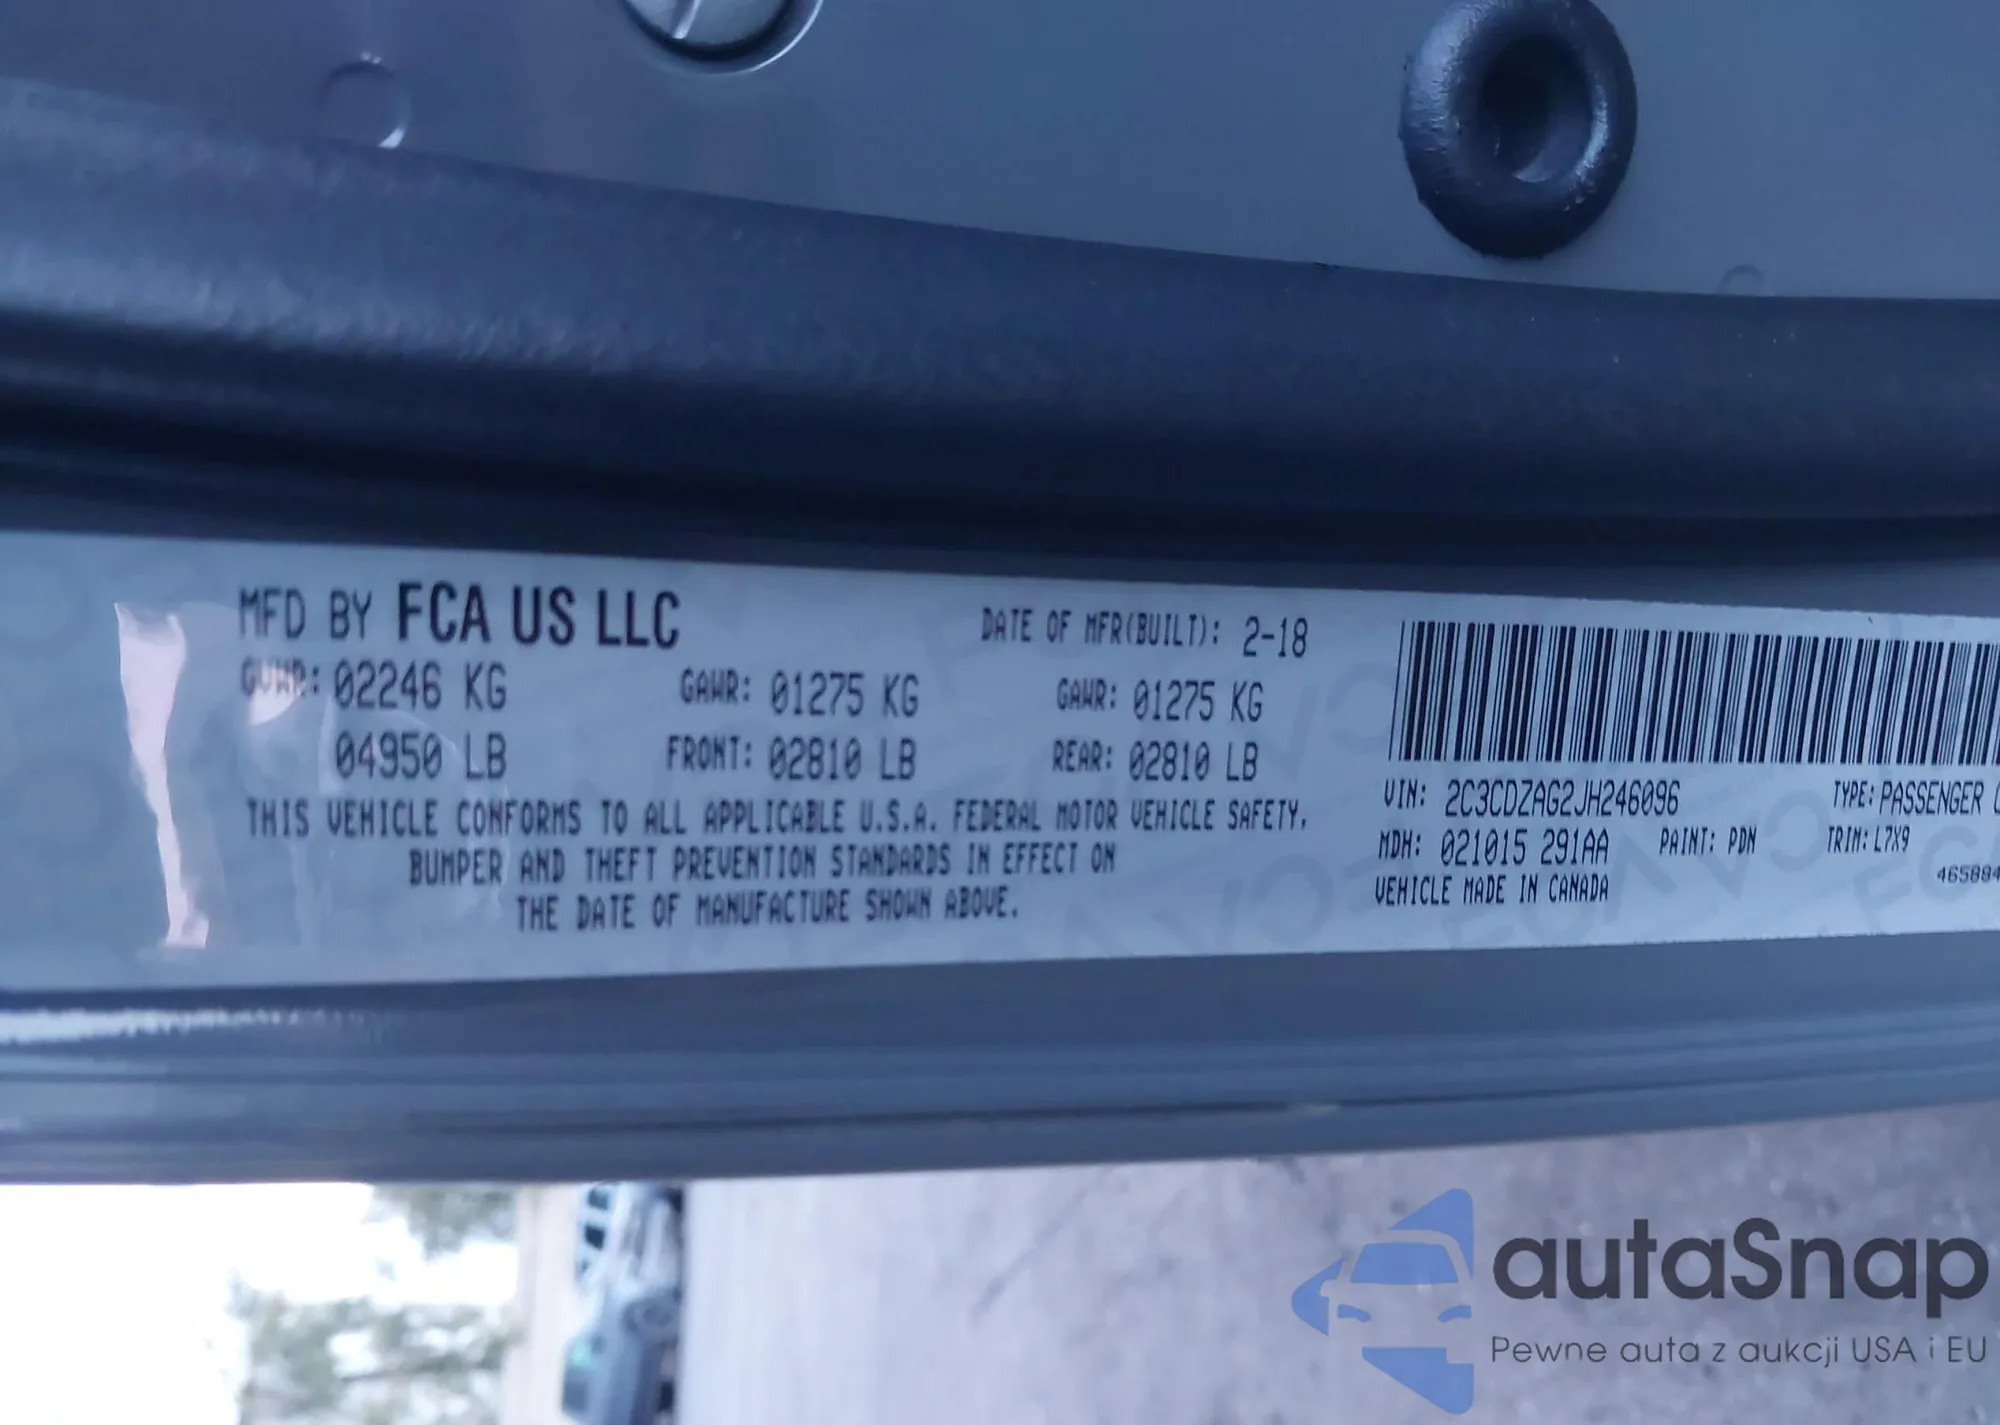 MFD BY FCA US LLC
DATE OF MFR(BUILT): 2-18
GVWR: 02246 KG GAWR: 01275 KG GAWR: 01275 KG
04950 LB FRONT: 02810 LB REAR: 02810 LB
THIS VEHICLE CONFORMS TO ALL APPLICABLE U.S.A. FEDERAL MOTOR VEHICLE SAFETY,
BUMPER AND THEFT PREVENTION STANDARDS IN EFFECT ON
THE DATE OF MANUFACTURE SHOWN ABOVE.
VIN: 2C3CDZAG2JH246096 TYPE: PASSENGER
MDH: 021015 291AA PAINT: PDN TRIM: L7X9
VEHICLE MADE IN CANADA
autaSnap
Pewne auta z aukcji USA i EU